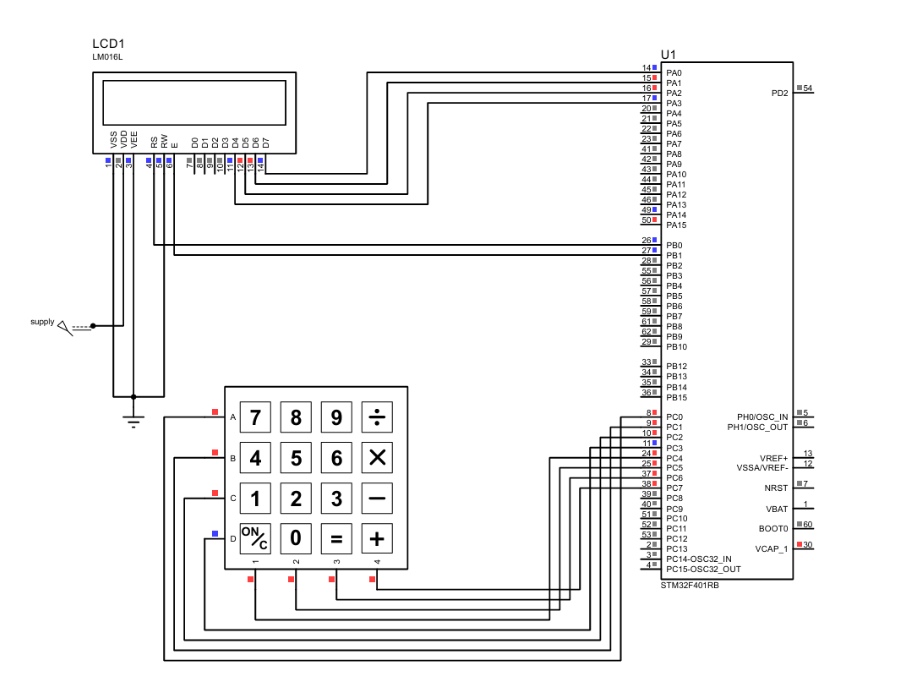 LCD1
LM016L
VSS
VDD
VEE
RS
RW
E
D0
D1
D2
D3
D4
D5
D6
D7
1
2
3
4
5
6
7
8
9
10
11
12
13
14
supply
7 8 9 ÷
4 5 6 ×
1 2 3 −
ON/C 0 = +
A
B
C
D
1
2
3
4
U1
14 PA0
15 PA1
16 PA2
17 PA3
20 PA4
21 PA5
22 PA6
23 PA7
41 PA8
42 PA9
43 PA10
44 PA11
45 PA12
46 PA13
49 PA14
50 PA15
26 PB0
27 PB1
28 PB2
55 PB3
56 PB4
57 PB5
58 PB6
59 PB7
61 PB8
62 PB9
29 PB10
33 PB12
34 PB13
35 PB14
36 PB15
8 PC0
9 PC1
10 PC2
11 PC3
24 PC4
25 PC5
37 PC6
38 PC7
39 PC8
40 PC9
51 PC10
52 PC11
53 PC12
2 PC13
3 PC14-OSC32_IN
4 PC15-OSC32_OUT
PD2 54
PH0/OSC_IN 5
PH1/OSC_OUT 6
VREF+ 13
VSSA/VREF- 12
NRST 7
VBAT 1
BOOT0 60
VCAP_1 30
STM32F401RB